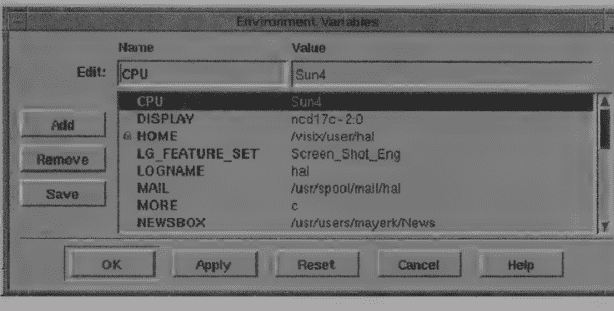 Environment Variables
Name Value
Edit: CPU Sun4
CPU Sun4
DISPLAY ncd17c-2:0
HOME /visix/user/hal
LG_FEATURE_SET Screen_Shot_Eng
LOGNAME hal
MAIL /usr/spool/mail/hal
MORE c
NEWSBOX /usr/users/mayerk/News
Add
Remove
Save
OK Apply Reset Cancel Help